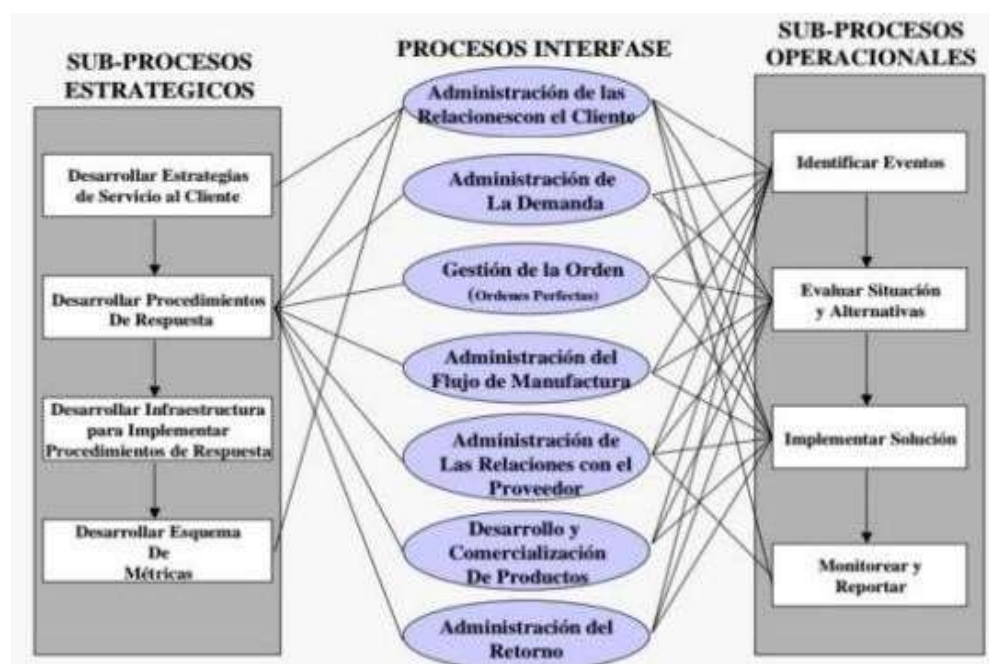 SUB-PROCESOS
ESTRATEGICOS
Desarrollar Estrategias
de Servicio al Cliente
Desarrollar Procedimientos
De Respuesta
Desarrollar Infraestructura
para Implementar
Procedimientos de Respuesta
Desarrollar Esquema
De
Métricas
PROCESOS INTERFASE
Administración de las
Relacionescon el Cliente
Administración de
La Demanda
Gestión de la Orden
(Ordenes Perfectas)
Administración del
Flujo de Manufactura
Administración de
Las Relaciones con el
Proveedor
Desarrollo y
Comercialización
De Productos
Administración del
Retorno
SUB-PROCESOS
OPERACIONALES
Identificar Eventos
Evaluar Situación
y Alternativas
Implementar Solución
Monitorear y
Reportar